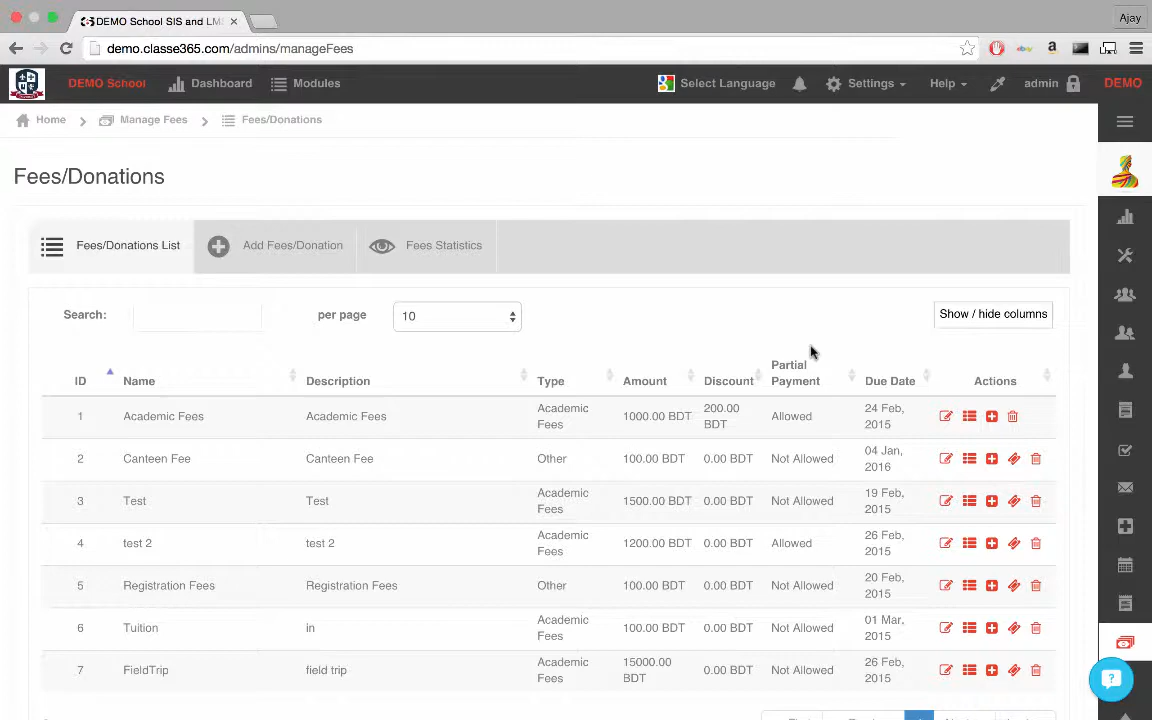 DEMO School SIS and LM
Ajay
demo.classe365.com/admins/manageFees
DEMO School Dashboard Modules Select Language Settings Help admin DEMO
Home Manage Fees Fees/Donations
Fees/Donations
Fees/Donations List Add Fees/Donation Fees Statistics
Search: per page 10 Show / hide columns
ID Name Description Type Amount Discount Partial Payment Due Date Actions
1 Academic Fees Academic Fees Academic Fees 1000.00 BDT 200.00 BDT Allowed 24 Feb, 2015
2 Canteen Fee Canteen Fee Other 100.00 BDT 0.00 BDT Not Allowed 04 Jan, 2016
3 Test Test Academic Fees 1500.00 BDT 0.00 BDT Not Allowed 19 Feb, 2015
4 test 2 test 2 Academic Fees 1200.00 BDT 0.00 BDT Allowed 26 Feb, 2015
5 Registration Fees Registration Fees Other 100.00 BDT 0.00 BDT Not Allowed 20 Feb, 2015
6 Tuition in Academic Fees 100.00 BDT 0.00 BDT Not Allowed 01 Mar, 2015
7 FieldTrip field trip Academic Fees 15000.00 BDT 0.00 BDT Not Allowed 26 Feb, 2015